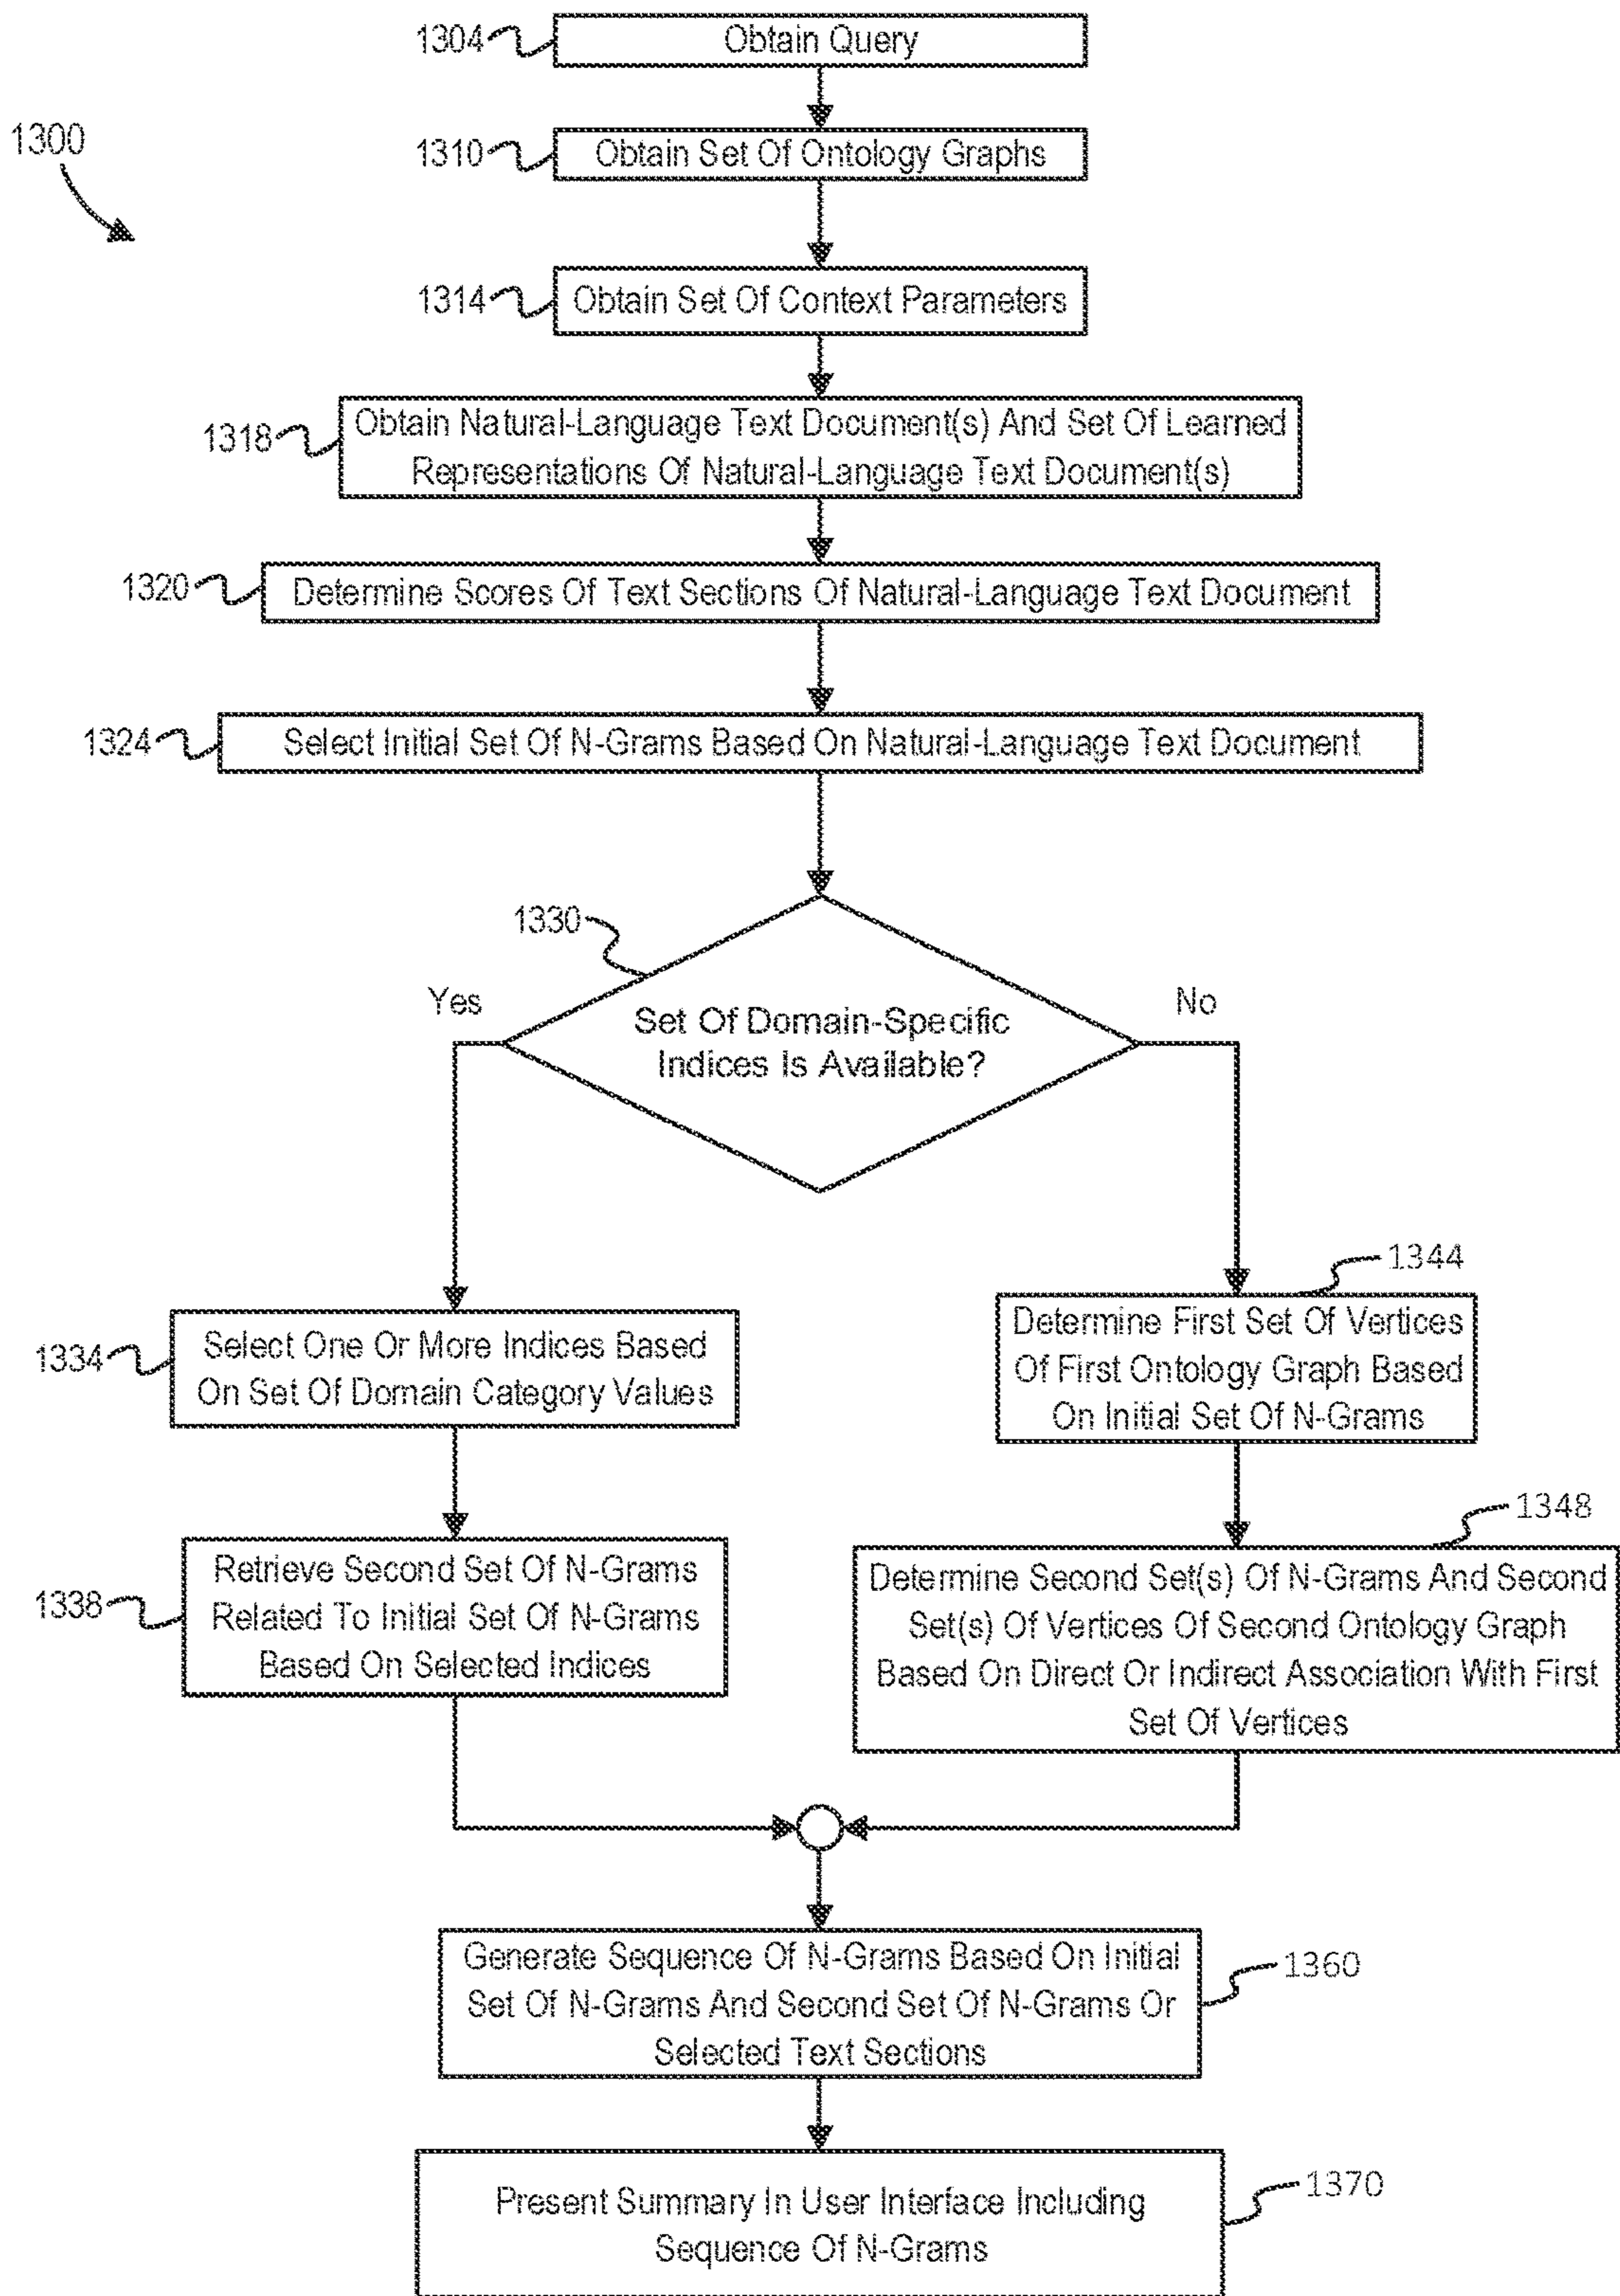 1304
Obtain Query
1300
1310
Obtain Set Of Ontology Graphs
1314
Obtain Set Of Context Parameters
1318
Obtain Natural-Language Text Document(s) And Set Of Learned
Representations Of Natural-Language Text Document(s)
1320
Determine Scores Of Text Sections Of Natural-Language Text Document
1324
Select Initial Set Of N-Grams Based On Natural-Language Text Document
1330
Yes
No
Set Of Domain-Specific
Indices Is Available?
1334
Select One Or More Indices Based
On Set Of Domain Category Values
1344
Determine First Set Of Vertices
Of First Ontology Graph Based
On Initial Set Of N-Grams
1338
Retrieve Second Set Of N-Grams
Related To Initial Set Of N-Grams
Based On Selected Indices
1348
Determine Second Set(s) Of N-Grams And Second
Set(s) Of Vertices Of Second Ontology Graph
Based On Direct Or Indirect Association With First
Set Of Vertices
Generate Sequence Of N-Grams Based On Initial
Set Of N-Grams And Second Set Of N-Grams Or
Selected Text Sections
1360
Present Summary In User Interface Including
Sequence Of N-Grams
1370